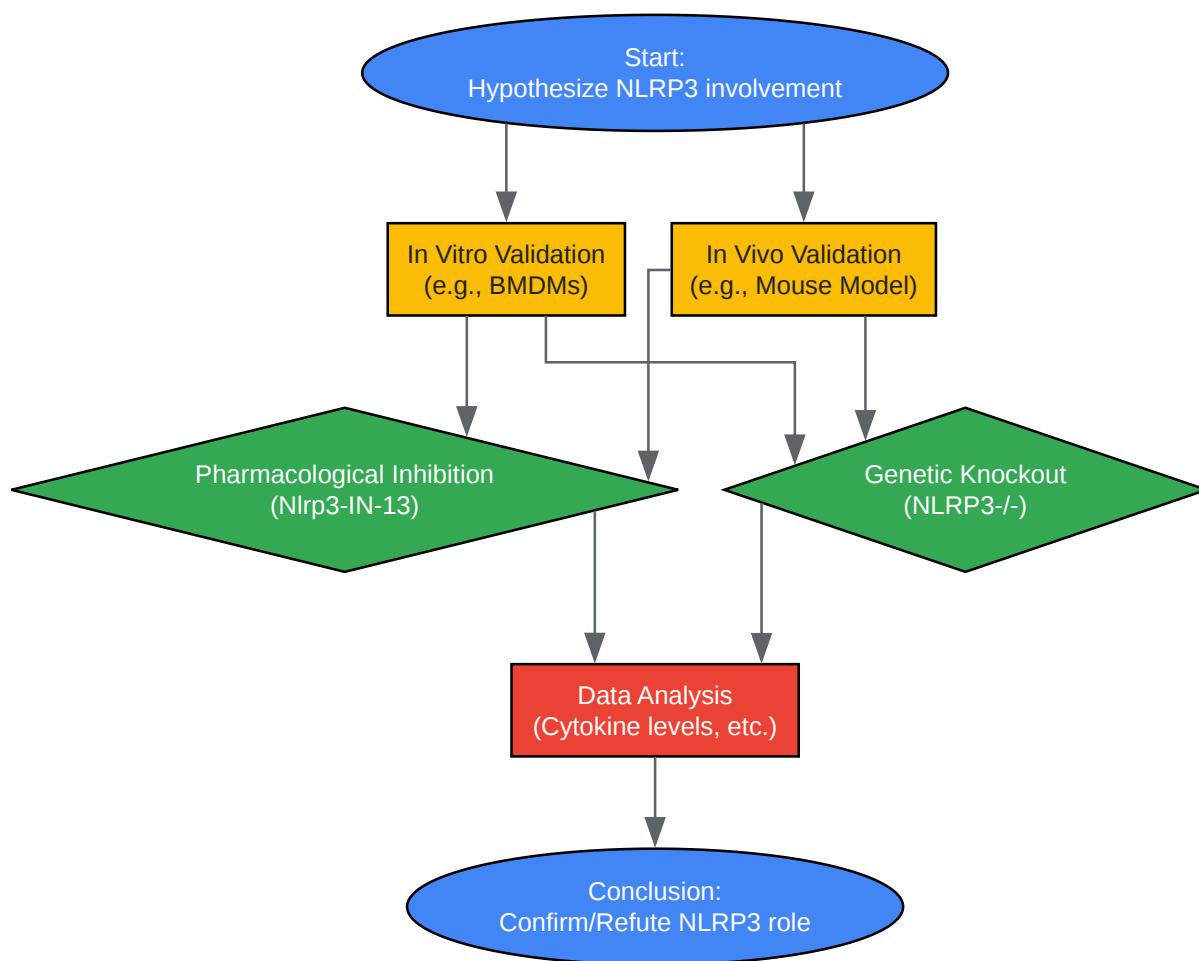 Start:
Hypothesize NLRP3 involvement
In Vitro Validation
(e.g., BMDMs)
In Vivo Validation
(e.g., Mouse Model)
Pharmacological Inhibition
(Nlrp3-IN-13)
Genetic Knockout
(NLRP3-/-)
Data Analysis
(Cytokine levels, etc.)
Conclusion:
Confirm/Refute NLRP3 role